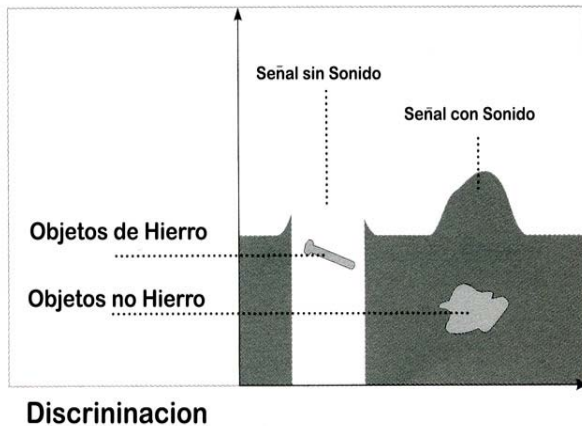 Señal sin Sonido
Señal con Sonido
Objetos de Hierro
Objetos no Hierro
Discrininacion